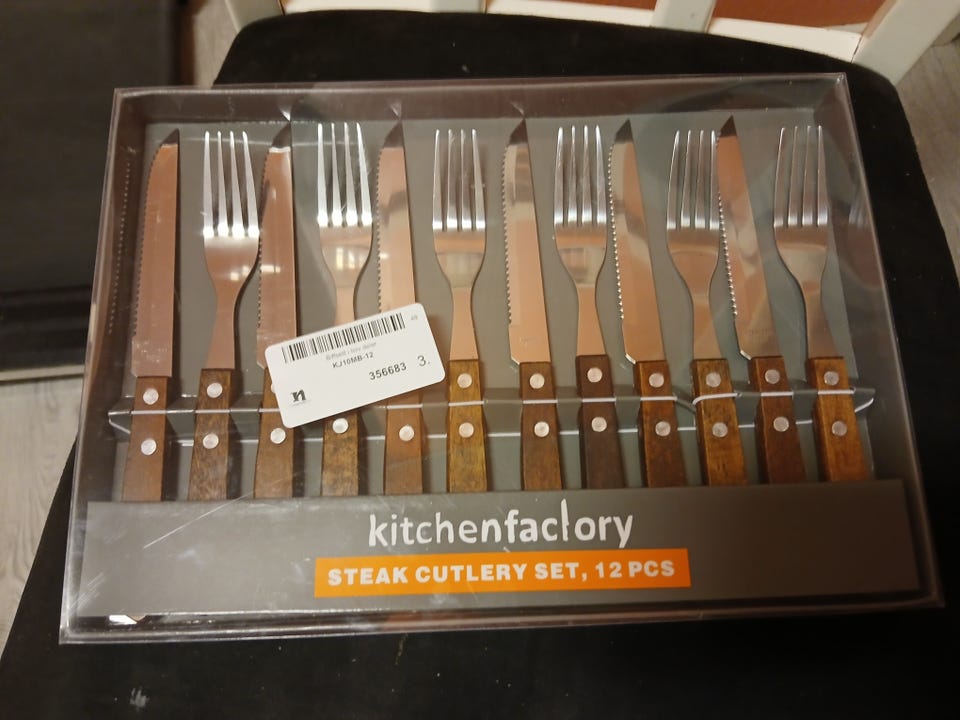 KJ10MB-12
356683 3.
kitchenfactory
STEAK CUTLERY SET, 12 PCS